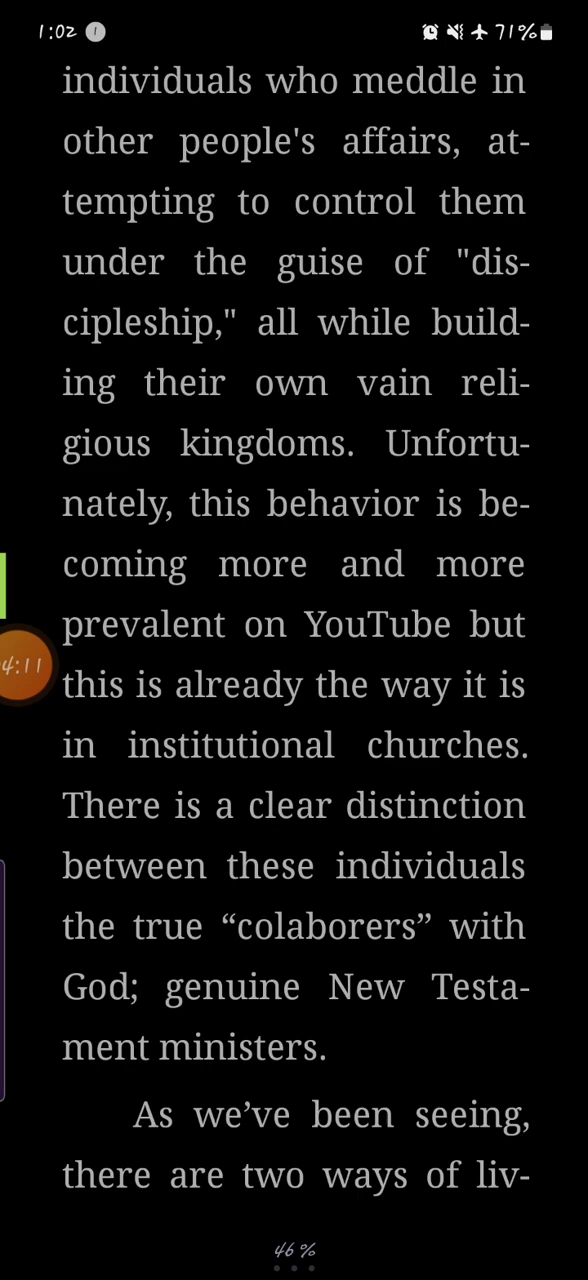 1:02
71%
individuals who meddle in
other people's affairs, at-
tempting to control them
under the guise of "dis-
cipleship," all while build-
ing their own vain reli-
gious kingdoms. Unfortu-
nately, this behavior is be-
coming more and more
prevalent on YouTube but
4:11
this is already the way it is
in institutional churches.
There is a clear distinction
between these individuals
the true “colaborers” with
God; genuine New Testa-
ment ministers.
As we’ve been seeing,
there are two ways of liv-
46%